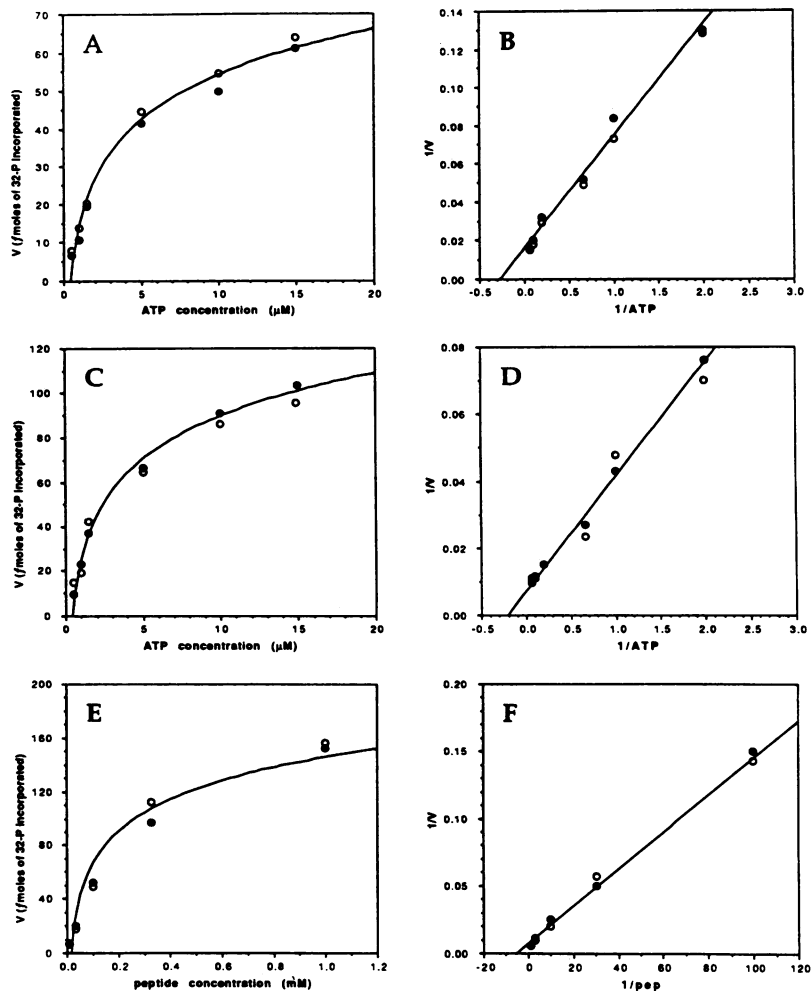 A
V (fmoles of 32-P incorporated)
70
60
50
40
30
20
10
0
0 5 10 15 20
ATP concentration (µM)
B
1/V
0.14
0.12
0.10
0.08
0.06
0.04
0.02
0.00
-0.5 0.0 0.5 1.0 1.5 2.0 2.5 3.0
1/ATP
C
V (fmoles of 32-P incorporated)
120
100
80
60
40
20
0
0 5 10 15 20
ATP concentration (µM)
D
1/V
0.08
0.06
0.04
0.02
0.00
-0.5 0.0 0.5 1.0 1.5 2.0 2.5 3.0
1/ATP
E
V (fmoles of 32-P incorporated)
200
160
120
80
40
0
0.0 0.2 0.4 0.6 0.8 1.0 1.2
peptide concentration (mM)
F
1/V
0.20
0.15
0.10
0.05
0.00
-20 0 20 40 60 80 100 120
1/pep